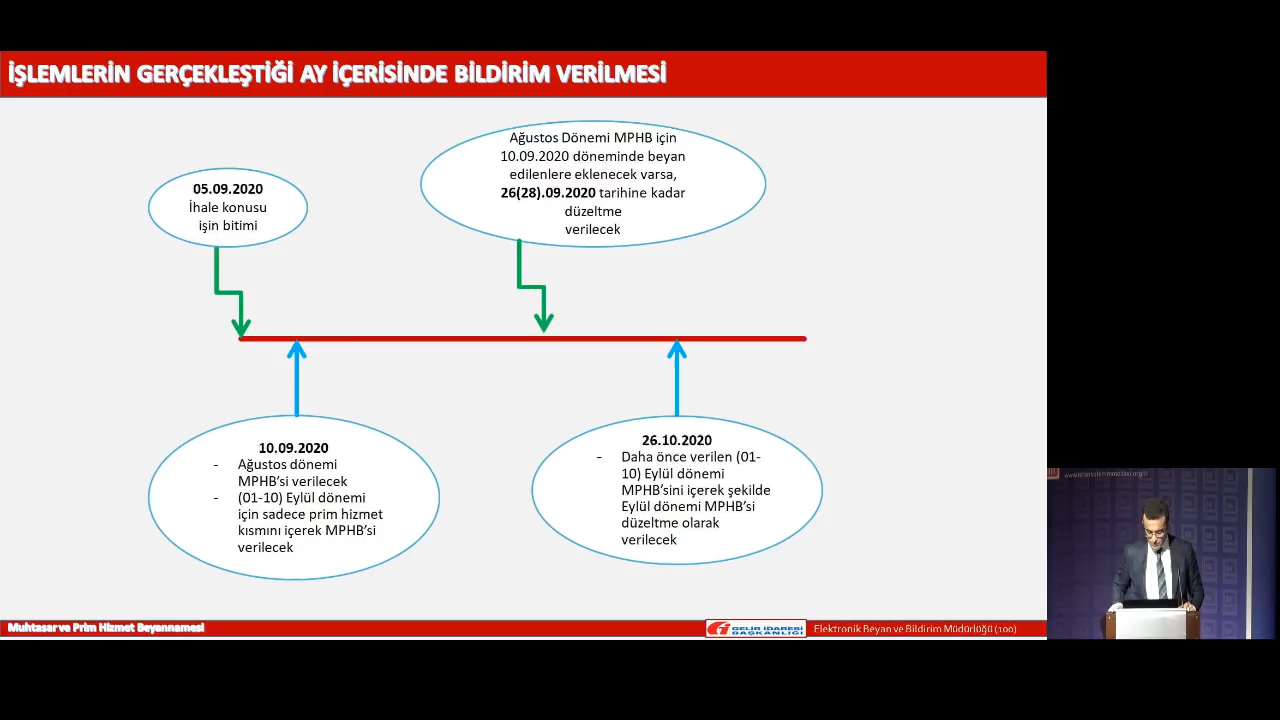 İŞLEMLERİN GERÇEKLEŞTİĞİ AY İÇERİSİNDE BİLDİRİM VERİLMESİ
05.09.2020
İhale konusu
işin bitimi
Ağustos Dönemi MPHB için
10.09.2020 döneminde beyan
edilenlere eklenecek varsa,
26(28).09.2020 tarihine kadar
düzeltme
verilecek
10.09.2020
- Ağustos dönemi
MPHB’si verilecek
- (01-10) Eylül dönemi
için sadece prim hizmet
kısmını içerek MPHB’si
verilecek
26.10.2020
- Daha önce verilen (01-
10) Eylül dönemi
MPHB’sini içerek şekilde
Eylül dönemi MPHB’si
düzeltme olarak
verilecek
Muhtasar ve Prim Hizmet Beyannamesi
GELİR İDARESİ
BAŞKANLIĞI
Elektronik Beyan ve Bildirim Müdürlüğü (100)